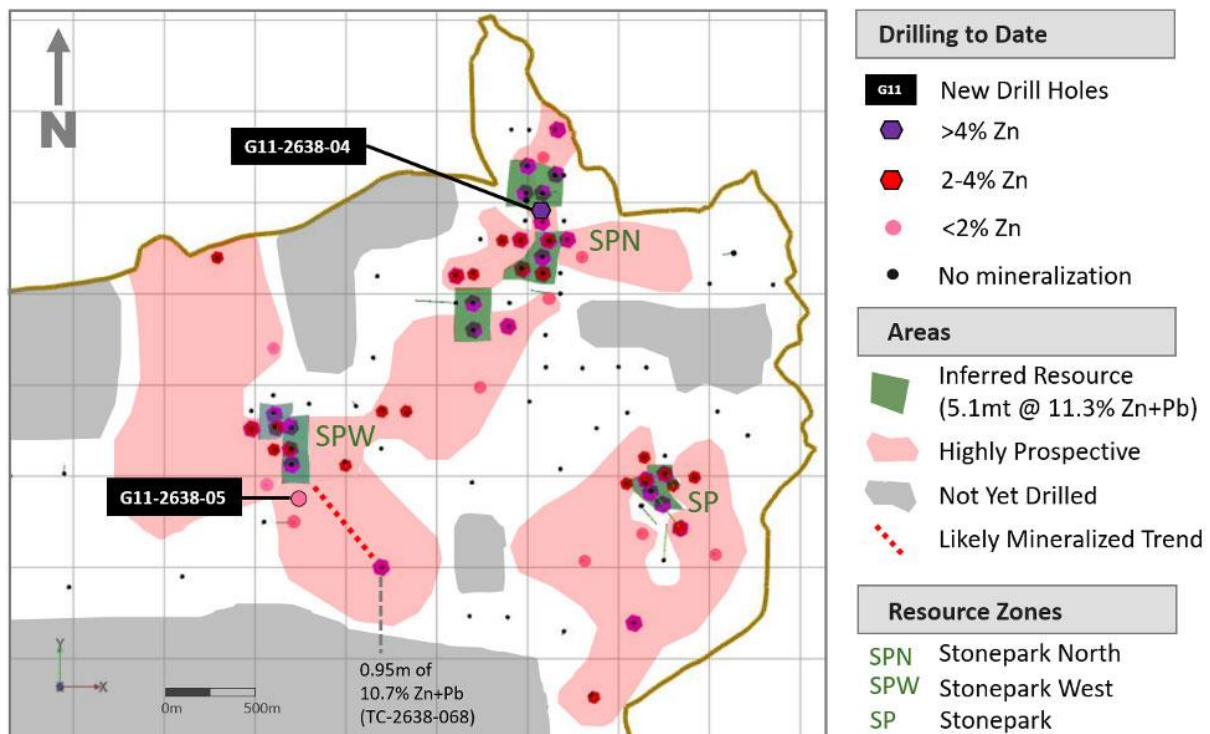 N
G11-2638-04
SPN
SPW
G11-2638-05
SP
0.95m of
10.7% Zn+Pb
(TC-2638-068)
Y
X
0m
500m
Drilling to Date
G11
New Drill Holes
>4% Zn
2-4% Zn
<2% Zn
No mineralization
Areas
Inferred Resource
(5.1mt @ 11.3% Zn+Pb)
Highly Prospective
Not Yet Drilled
Likely Mineralized Trend
Resource Zones
SPN Stonepark North
SPW Stonepark West
SP Stonepark